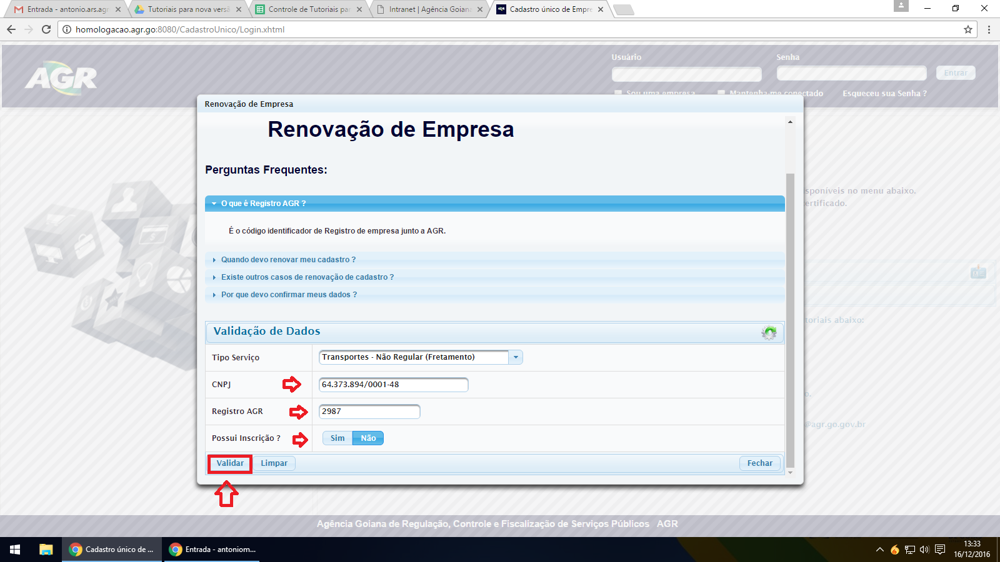 Entrada - antonio.ars.agr
Tutoriais para nova versã
Controle de Tutoriais par
Intranet | Agência Goiana
Cadastro único de Empre
homologacao.agr.go:8080/CadastroUnico/Login.xhtml
AGR
Usuário
Senha
Entrar
Sou uma empresa
Mantenha-me conectado
Esqueceu sua Senha ?
Renovação de Empresa
Renovação de Empresa
Perguntas Frequentes:
sponíveis no menu abaixo.
ertificado.
O que é Registro AGR ?
É o código identificador de Registro de empresa junto a AGR.
Quando devo renovar meu cadastro ?
Existe outros casos de renovação de cadastro ?
Por que devo confirmar meus dados ?
toriais abaixo:
Validação de Dados
Tipo Serviço
Transportes - Não Regular (Fretamento)
CNPJ
64.373.894/0001-48
o.
Registro AGR
2987
@agr.go.gov.br
Possui Inscrição ?
Sim
Não
Validar
Limpar
Fechar
Agência Goiana de Regulação, Controle e Fiscalização de Serviços Públicos AGR
Cadastro único de ...
Entrada - antoniom...
13:33
16/12/2016